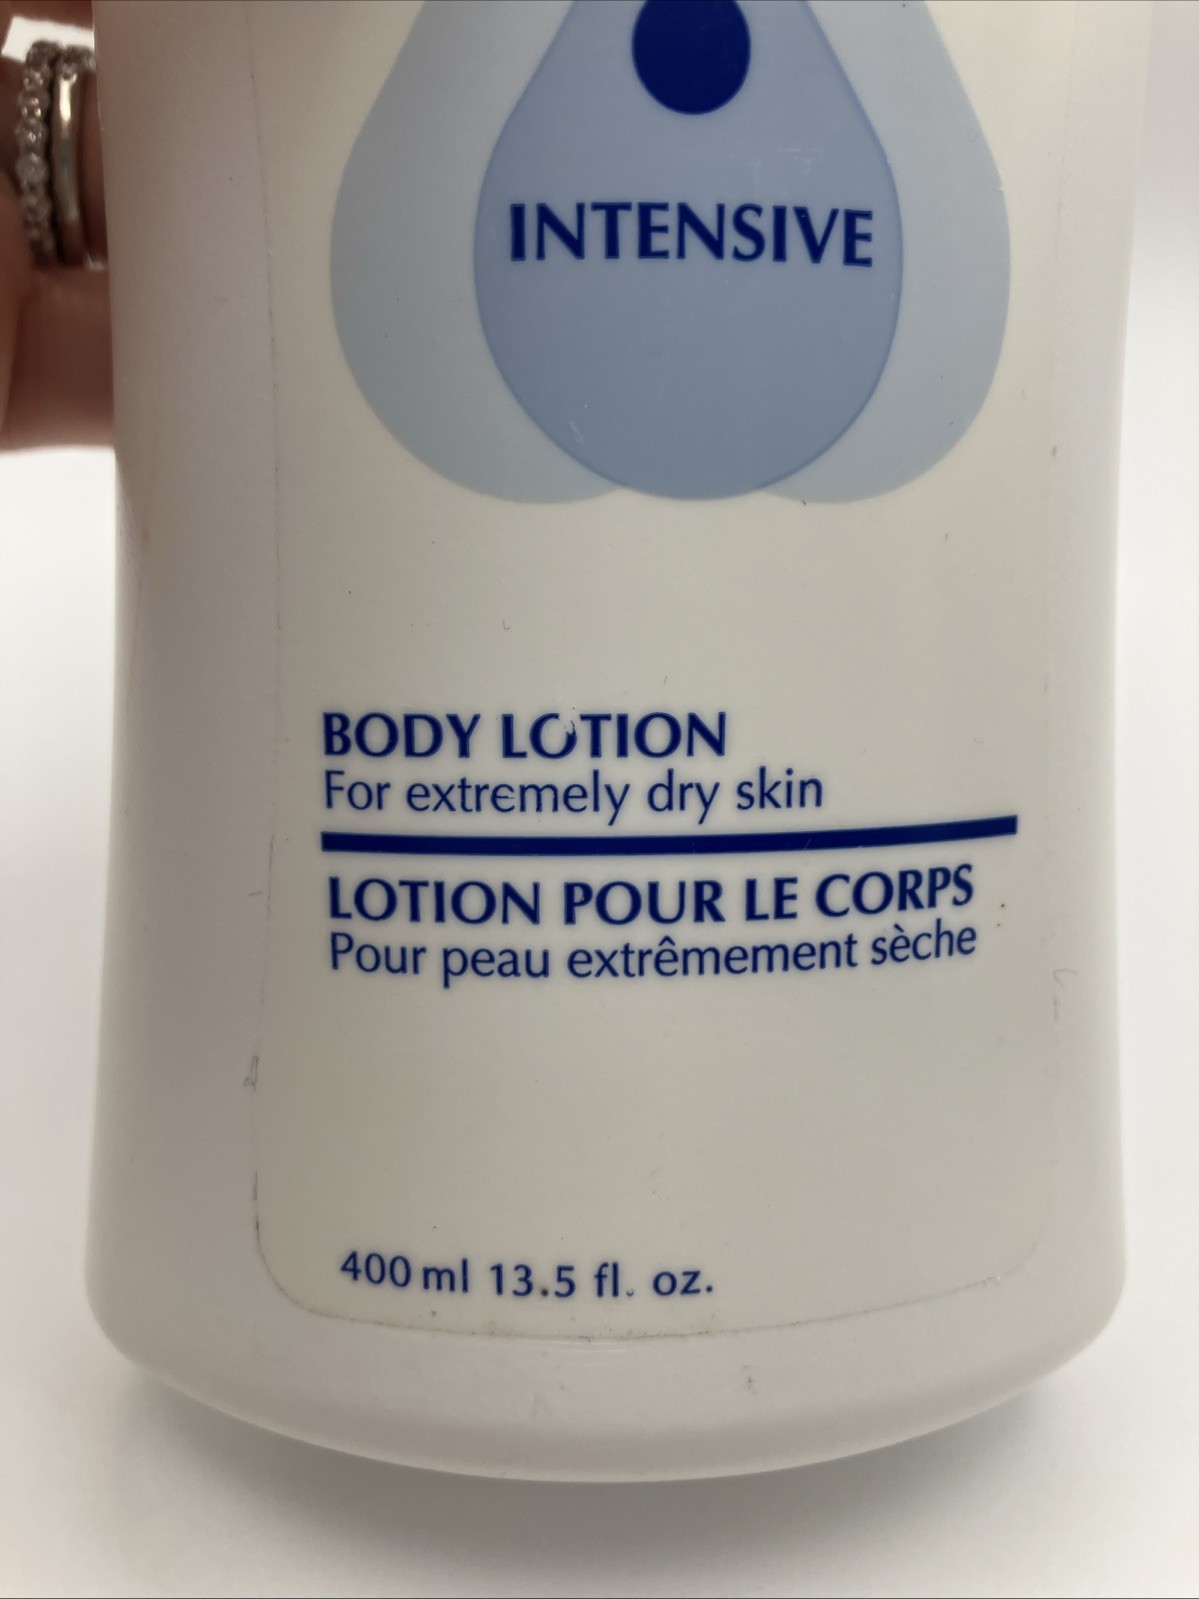 INTENSIVE
BODY LOTION
For extremely dry skin
LOTION POUR LE CORPS
Pour peau extrêmement sèche
400 ml 13.5 fl. oz.